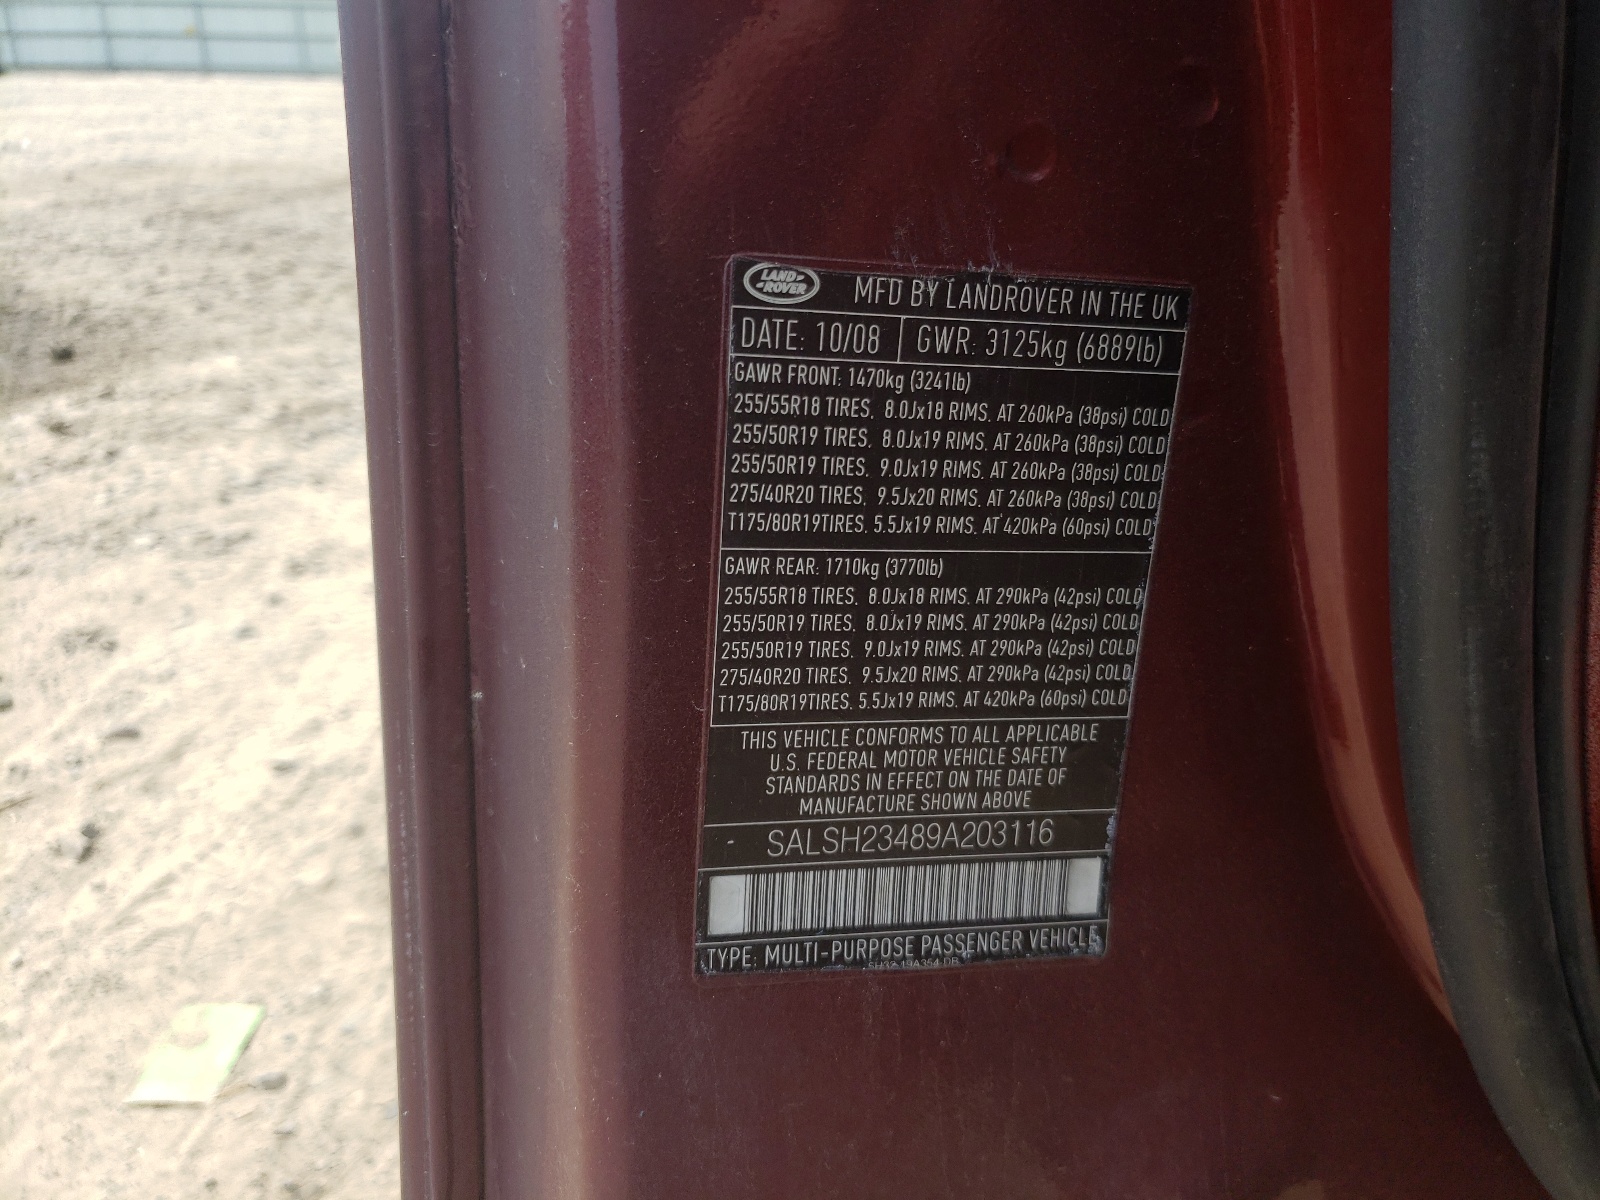 LAND-
-ROVER
MFD BY LANDROVER IN THE UK
DATE: 10/08 GWR: 3125kg (6889lb)
GAWR FRONT: 1470kg (3241lb)
255/55R18 TIRES, 8.0Jx18 RIMS, AT 260kPa (38psi) COLD
255/50R19 TIRES, 8.0Jx19 RIMS, AT 260kPa (38psi) COLD
255/50R19 TIRES, 9.0Jx19 RIMS, AT 260kPa (38psi) COLD
275/40R20 TIRES, 9.5Jx20 RIMS, AT 260kPa (38psi) COLD
T175/80R19TIRES, 5.5Jx19 RIMS, AT 420kPa (60psi) COLD
GAWR REAR: 1710kg (3770lb)
255/55R18 TIRES, 8.0Jx18 RIMS, AT 290kPa (42psi) COLD
255/50R19 TIRES, 8.0Jx19 RIMS, AT 290kPa (42psi) COLD
255/50R19 TIRES, 9.0Jx19 RIMS, AT 290kPa (42psi) COLD
275/40R20 TIRES, 9.5Jx20 RIMS, AT 290kPa (42psi) COLD
T175/80R19TIRES, 5.5Jx19 RIMS, AT 420kPa (60psi) COLD
THIS VEHICLE CONFORMS TO ALL APPLICABLE
U.S. FEDERAL MOTOR VEHICLE SAFETY
STANDARDS IN EFFECT ON THE DATE OF
MANUFACTURE SHOWN ABOVE
- SALSH23489A203116
TYPE: MULTI-PURPOSE PASSENGER VEHICLE